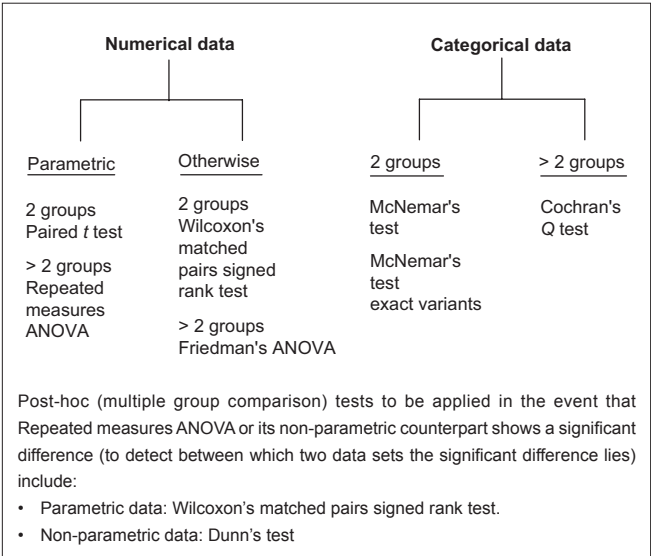 Numerical data
Categorical data
Parametric
Otherwise
2 groups
> 2 groups
2 groups
Paired t test
> 2 groups
Repeated
measures
ANOVA
2 groups
Wilcoxon's
matched
pairs signed
rank test
> 2 groups
Friedman's ANOVA
McNemar's
test
McNemar's
test
exact variants
Cochran's
Q test
Post-hoc (multiple group comparison) tests to be applied in the event that
Repeated measures ANOVA or its non-parametric counterpart shows a significant
difference (to detect between which two data sets the significant difference lies)
include:
• Parametric data: Wilcoxon’s matched pairs signed rank test.
• Non-parametric data: Dunn’s test